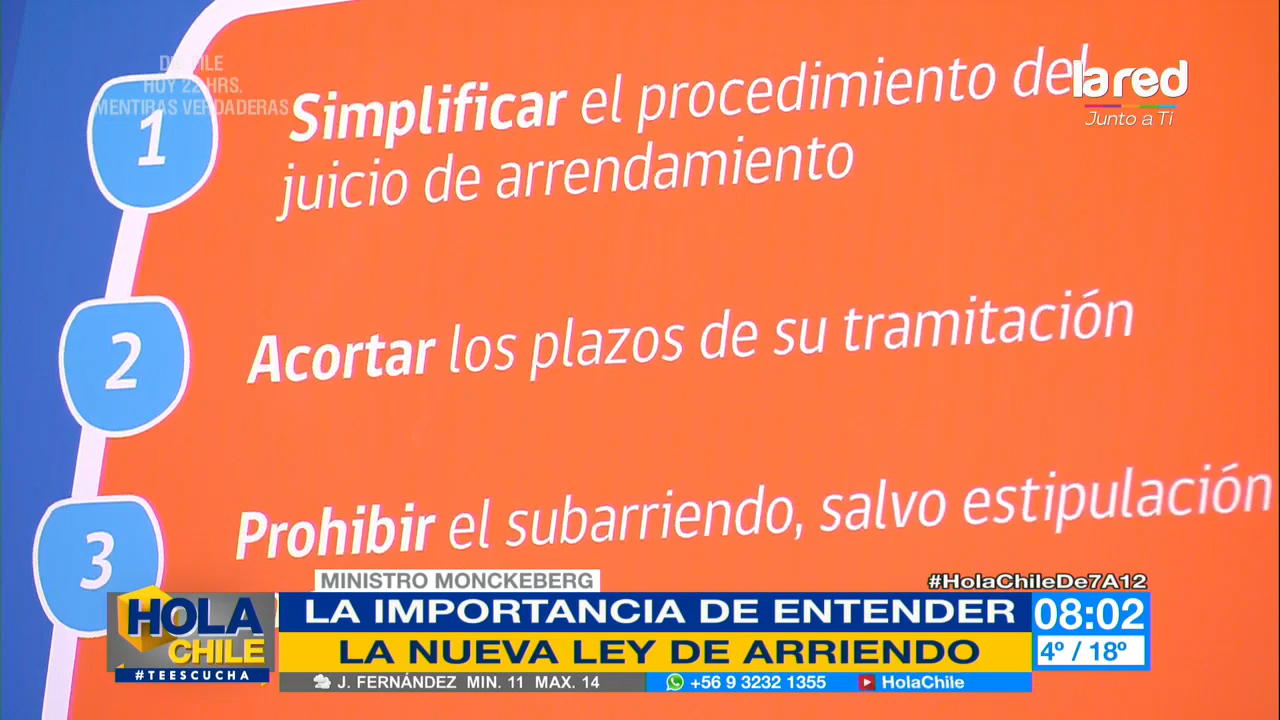 DE CHILE
HOY 22 HRS.
MENTIRAS VERDADERAS
la red
Junto a Ti
1
Simplificar el procedimiento del
juicio de arrendamiento
2
Acortar los plazos de su tramitación
3
Prohibir el subarriendo, salvo estipulación
MINISTRO MONCKEBERG
#HolaChileDe7A12
HOLA
CHILE
#TEESCUCHA
LA IMPORTANCIA DE ENTENDER
LA NUEVA LEY DE ARRIENDO
08:02
4º / 18º
J. FERNÁNDEZ MIN. 11 MAX. 14
+56 9 3232 1355
HolaChile